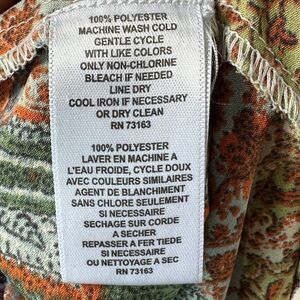 100% POLYESTER
MACHINE WASH COLD
GENTLE CYCLE
WITH LIKE COLORS
ONLY NON-CHLORINE
BLEACH IF NEEDED
LINE DRY
COOL IRON IF NECESSARY
OR DRY CLEAN
RN 73163
100% POLYESTER
LAVER EN MACHINE A
L'EAU FROIDE, CYCLE DOUX
AVEC COULEURS SIMILAIRES
AGENT DE BLANCHIMENT
SANS CHLORE SEULEMENT
SI NECESSAIRE
SECHAGE SUR CORDE
A SECHER
REPASSER A FER TIEDE
SI NECESSAIRE
OU NETTOYAGE A SEC
RN 73163